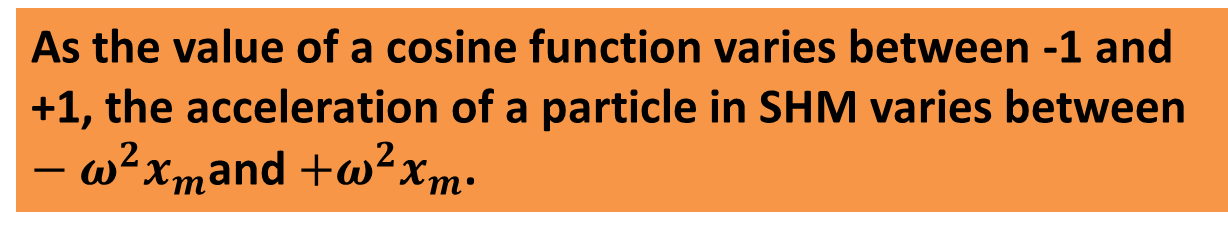 As the value of a cosine function varies between -1 and
+1, the acceleration of a particle in SHM varies between
− ω²xₘand +ω²xₘ.